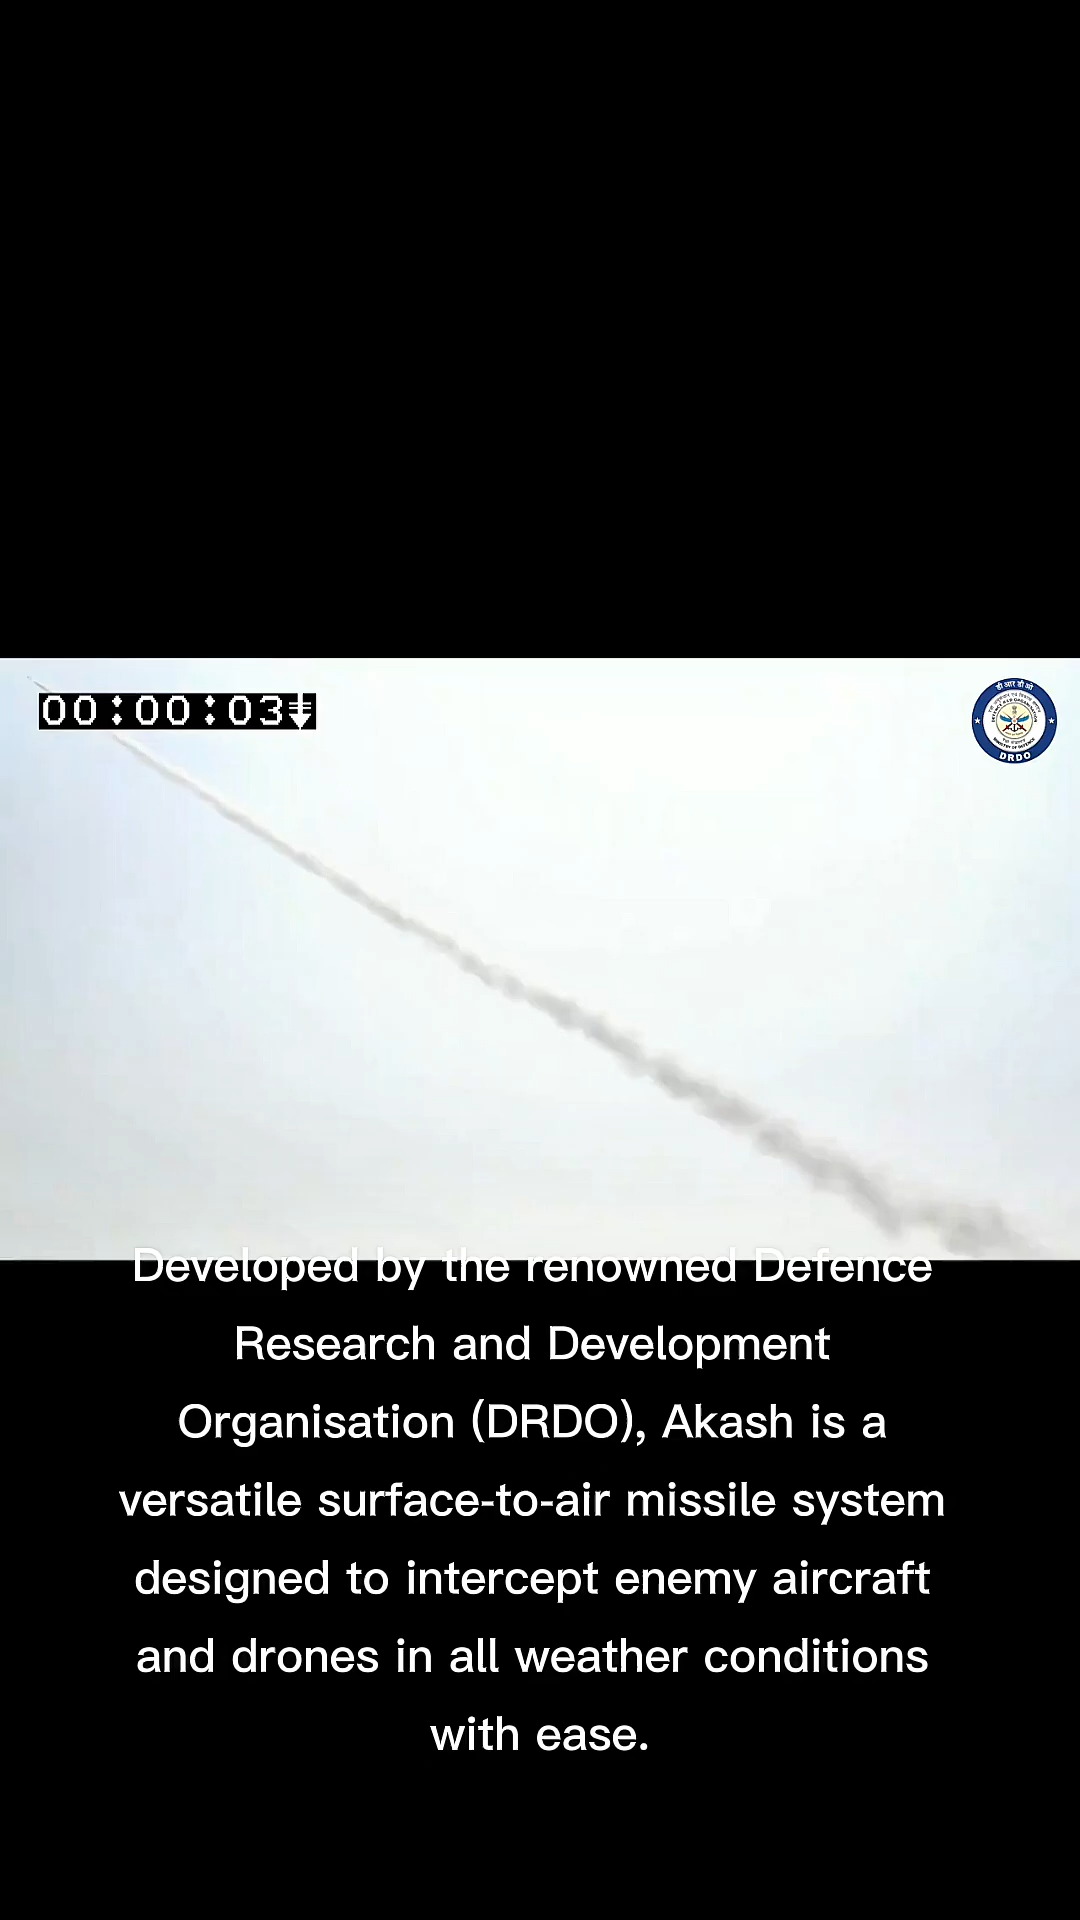 00:00:03
डी आर डी ओ
DRDO
Developed by the renowned Defence
Research and Development
Organisation (DRDO), Akash is a
versatile surface-to-air missile system
designed to intercept enemy aircraft
and drones in all weather conditions
with ease.